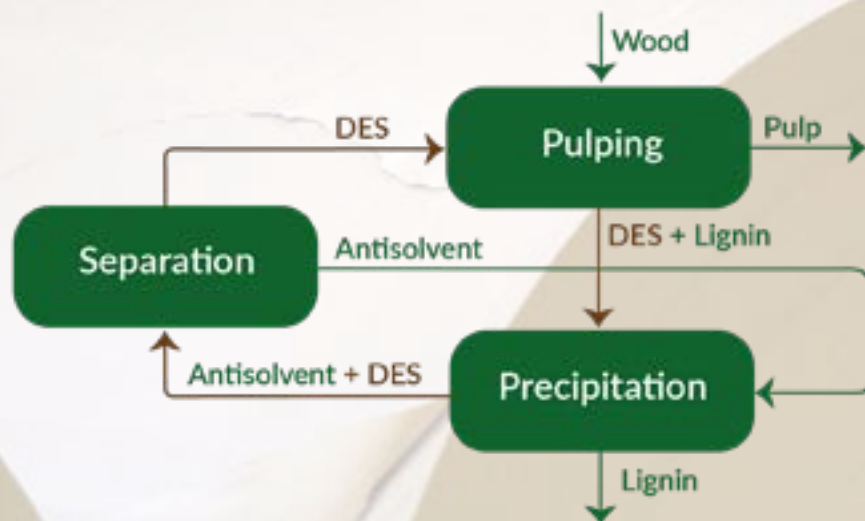 Wood
DES
Pulping
Pulp
DES + Lignin
Separation
Antisolvent
Antisolvent + DES
Precipitation
Lignin